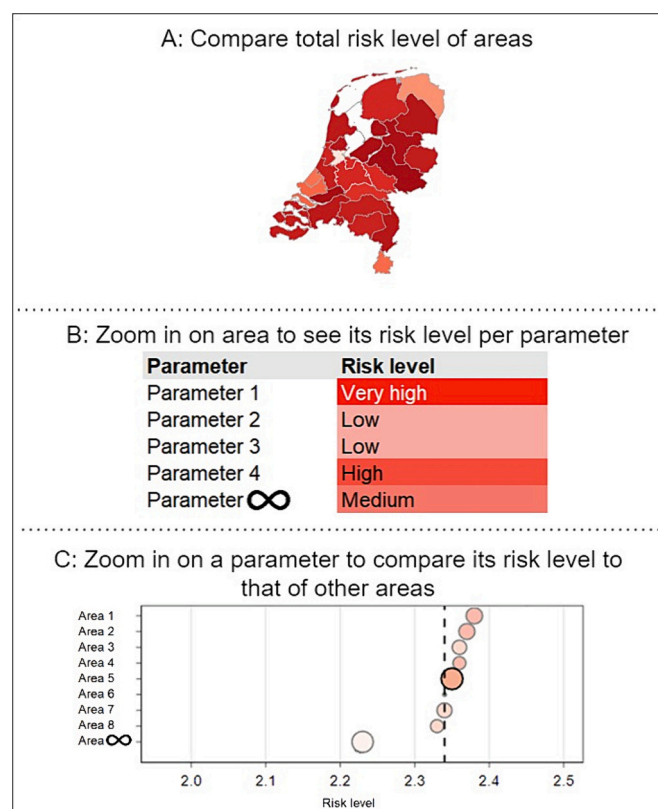 A: Compare total risk level of areas
B: Zoom in on area to see its risk level per parameter
Parameter Risk level
Parameter 1 Very high
Parameter 2 Low
Parameter 3 Low
Parameter 4 High
Parameter ∞ Medium
C: Zoom in on a parameter to compare its risk level to
that of other areas
Area 1
Area 2
Area 3
Area 4
Area 5
Area 6
Area 7
Area 8
Area ∞
2.0 2.1 2.2 2.3 2.4 2.5
Risk level